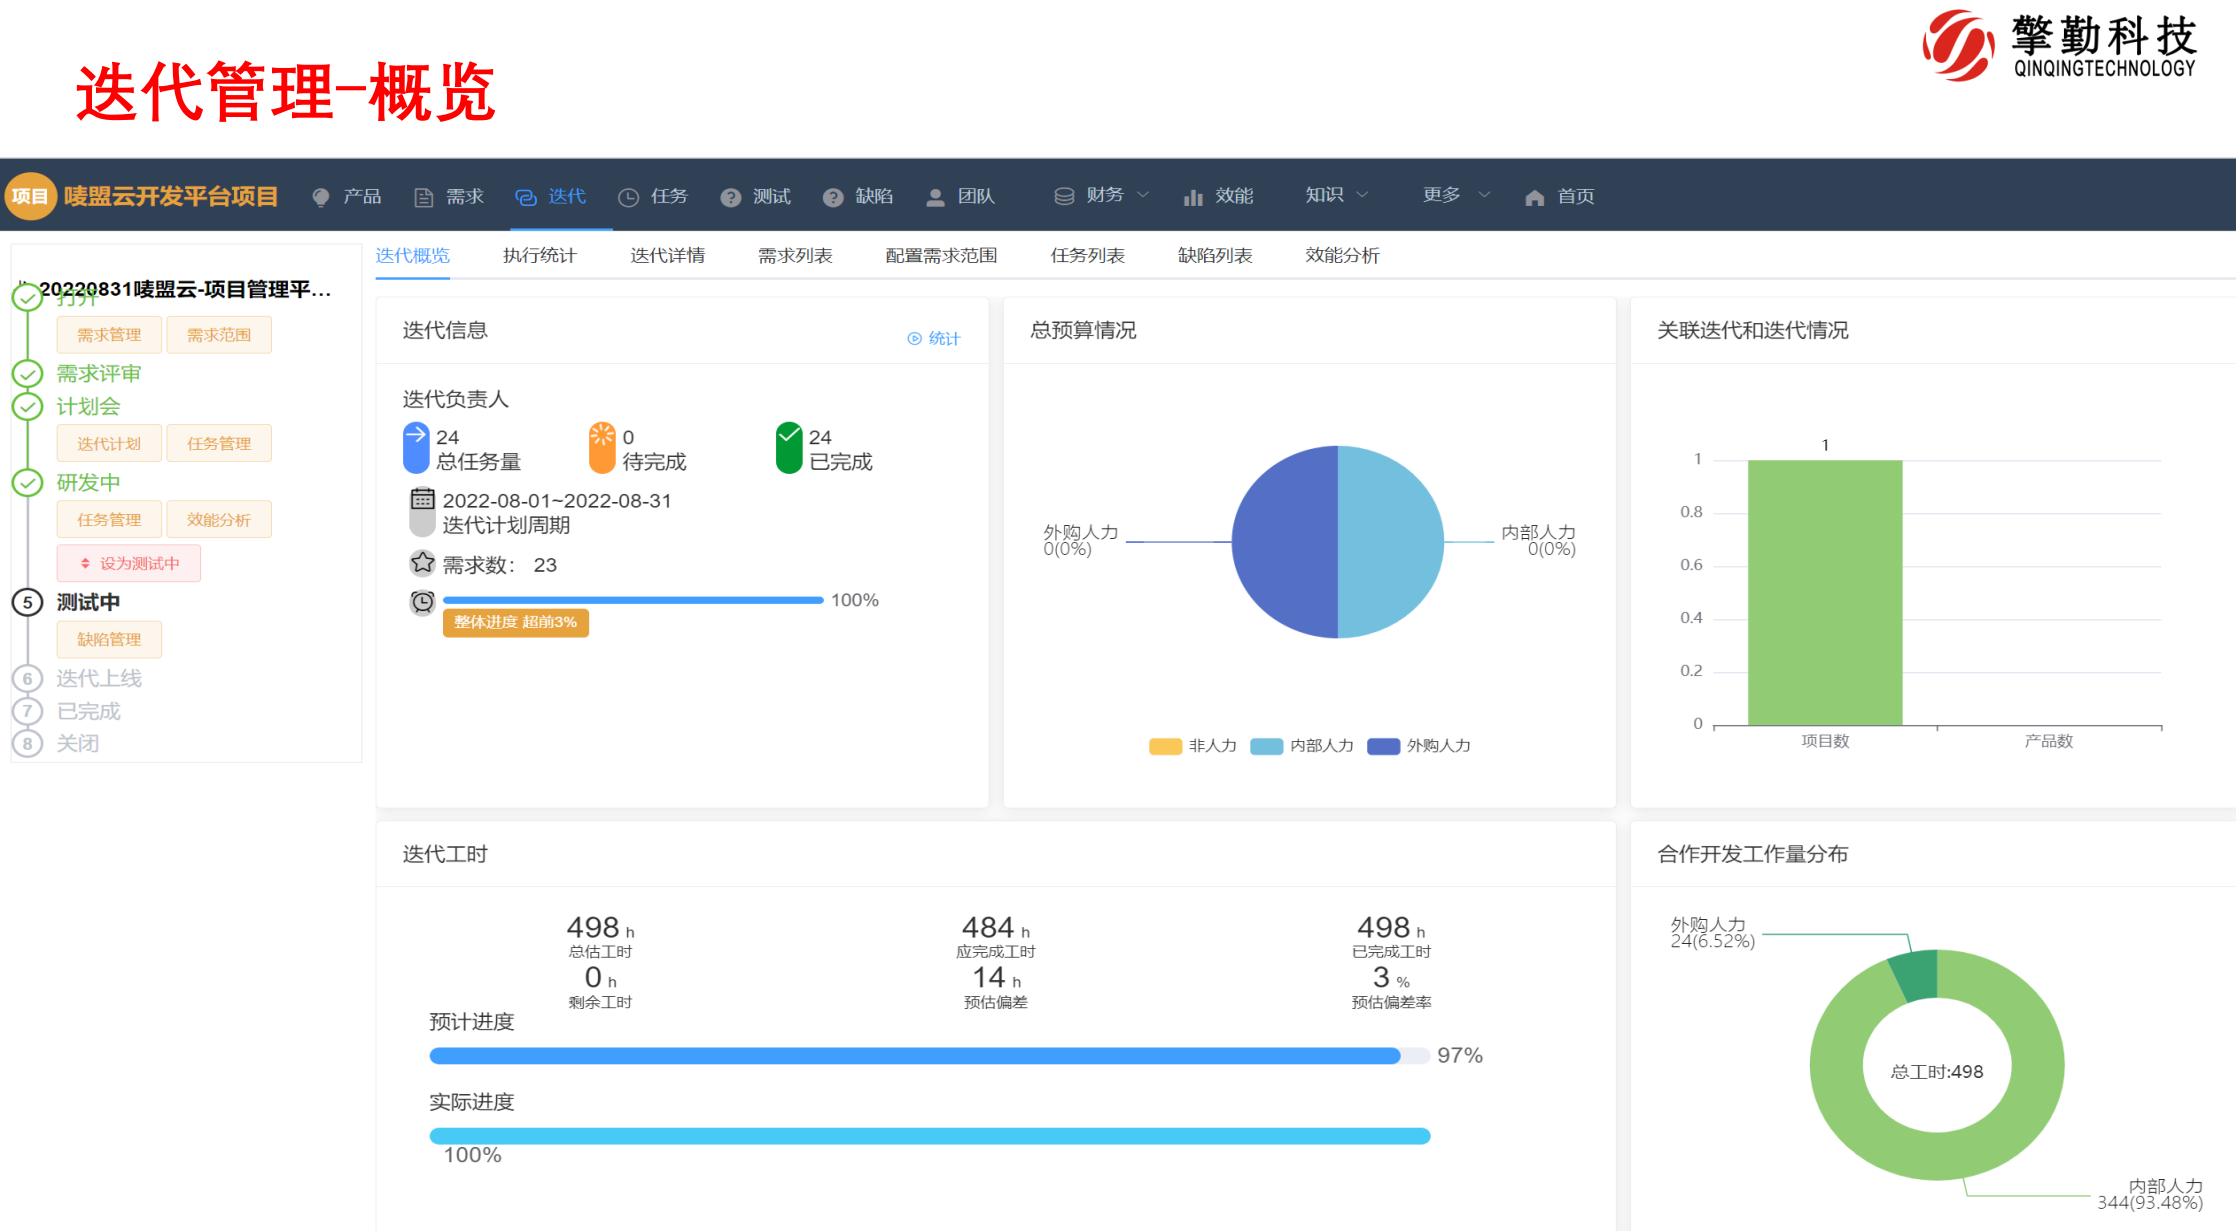 擎勤科技
QINQINGTECHNOLOGY
迭代管理-概览
项目 唛盟云开发平台项目 产品 需求 迭代 任务 测试 缺陷 团队 财务 效能 知识 更多 首页
迭代概览 执行统计 迭代详情 需求列表 配置需求范围 任务列表 缺陷列表 效能分析
20220831唛盟云-项目管理平...
打开
需求管理 需求范围
需求评审
计划会
迭代计划 任务管理
研发中
任务管理 效能分析
设为测试中
5 测试中
缺陷管理
6 迭代上线
7 已完成
8 关闭
迭代信息
统计
迭代负责人
24 0 24
总任务量 待完成 已完成
2022-08-01~2022-08-31
迭代计划周期
需求数： 23
100%
整体进度 超前3%
总预算情况
外购人力
0(0%)
内部人力
0(0%)
非人力 内部人力 外购人力
关联迭代和迭代情况
1
1
0.8
0.6
0.4
0.2
0
项目数 产品数
迭代工时
498 h 484 h 498 h
总估工时 应完成工时 已完成工时
0 h 14 h 3 %
剩余工时 预估偏差 预估偏差率
预计进度
97%
实际进度
100%
合作开发工作量分布
外购人力
24(6.52%)
总工时:498
内部人力
344(93.48%)